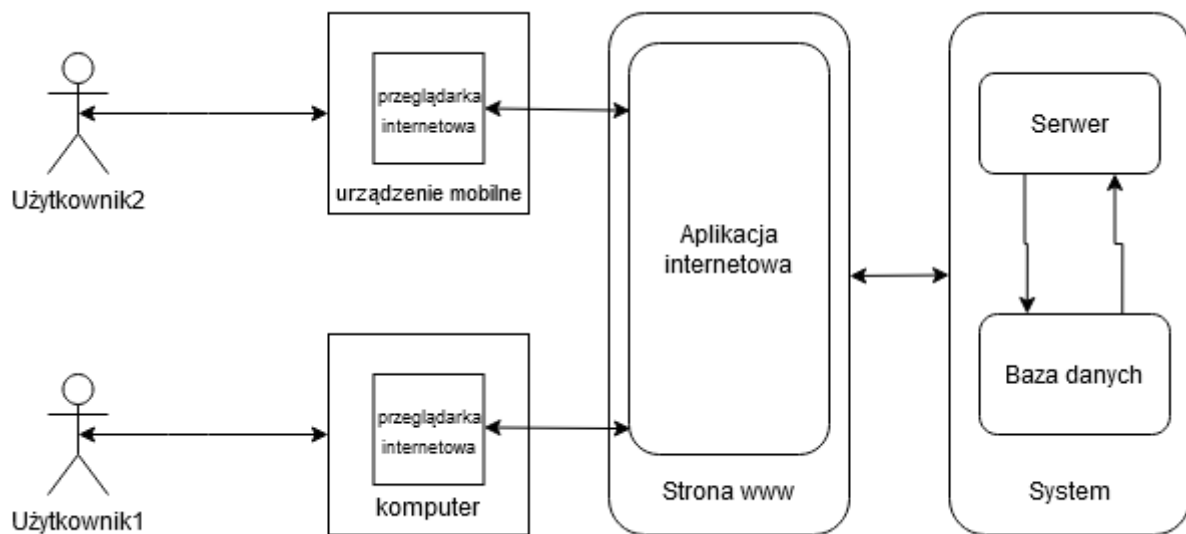 Użytkownik2
przeglądarka
internetowa
urządzenie mobilne
Użytkownik1
przeglądarka
internetowa
komputer
Aplikacja
internetowa
Strona www
Serwer
Baza danych
System